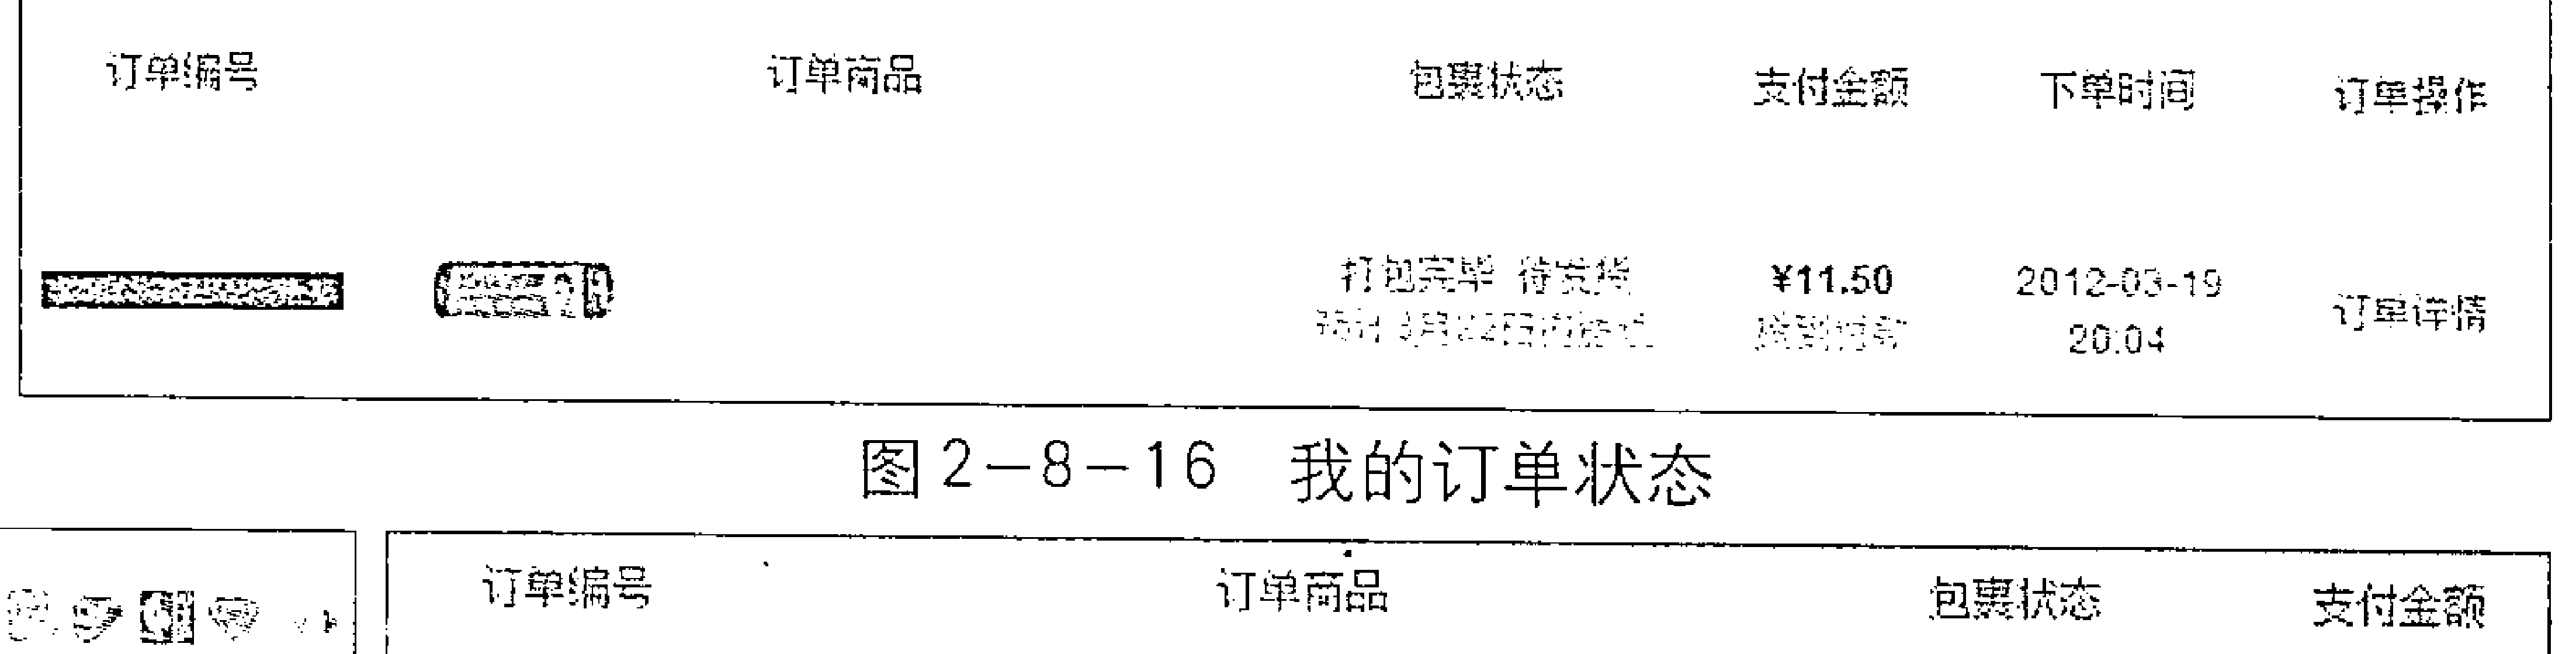 订单编号 订单商品 包裹状态 支付金额 下单时间 订单操作
打包完毕 待发货 ¥11.50 2012-03-19 订单详情
20:04
图2-8-16 我的订单状态
订单编号 订单商品 包裹状态 支付金额